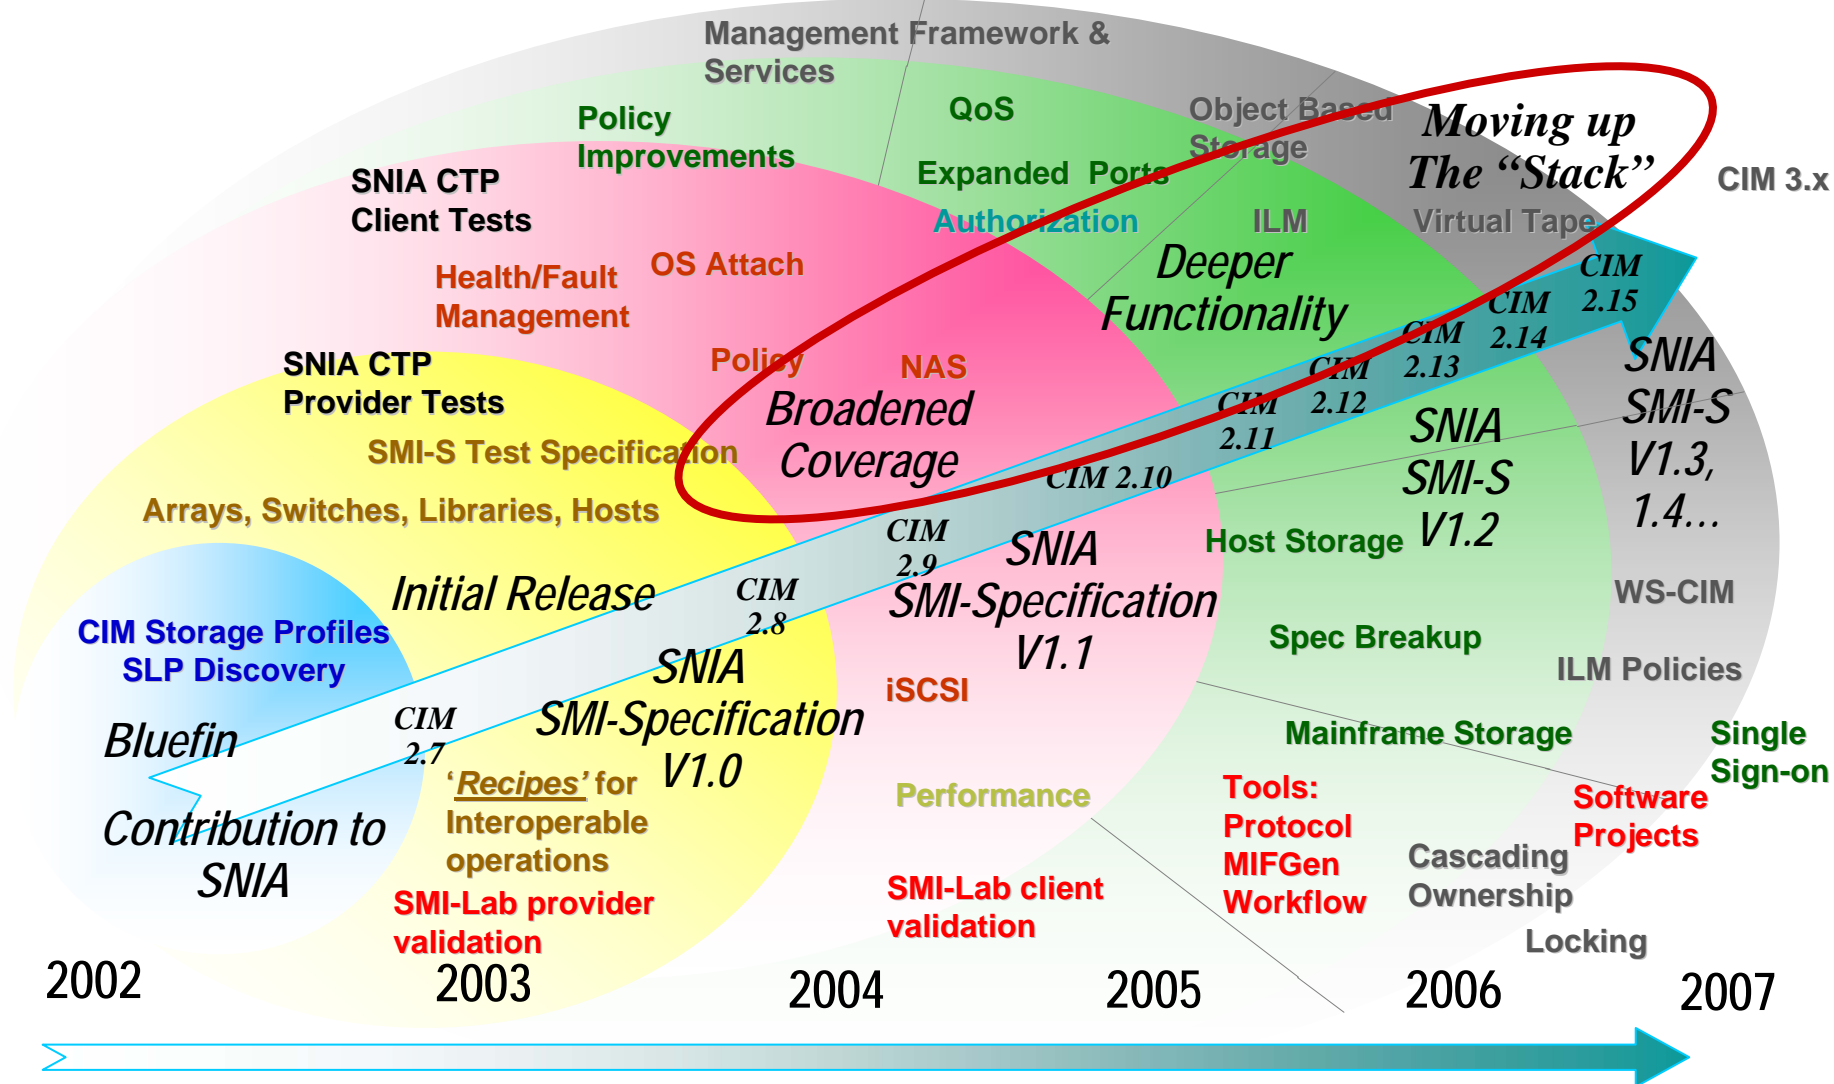 Management Framework &
Services
Policy
Improvements
QoS
Object Based
Storage
Moving up
The “Stack”
CIM 3.x
SNIA CTP
Client Tests
Expanded Ports
Authorization
ILM
Virtual Tape
Health/Fault
Management
OS Attach
Deeper
Functionality
CIM
2.15
CIM
2.14
CIM
2.13
CIM
2.12
CIM
2.11
CIM 2.10
CIM
2.9
CIM
2.8
CIM
2.7
SNIA CTP
Provider Tests
Policy
NAS
Broadened
Coverage
SNIA
SMI-S
V1.3,
1.4…
SNIA
SMI-S
V1.2
SMI-S Test Specification
Arrays, Switches, Libraries, Hosts
Initial Release
SNIA
SMI-Specification
V1.1
Host Storage
WS-CIM
CIM Storage Profiles
SLP Discovery
Spec Breakup
ILM Policies
SNIA
SMI-Specification
V1.0
iSCSI
Bluefin
Mainframe Storage
Single
Sign-on
‘Recipes’ for
Interoperable
operations
Performance
Tools:
Protocol
MIFGen
Workflow
Software
Projects
Contribution to
SNIA
Cascading
Ownership
SMI-Lab provider
validation
SMI-Lab client
validation
Locking
2002
2003
2004
2005
2006
2007